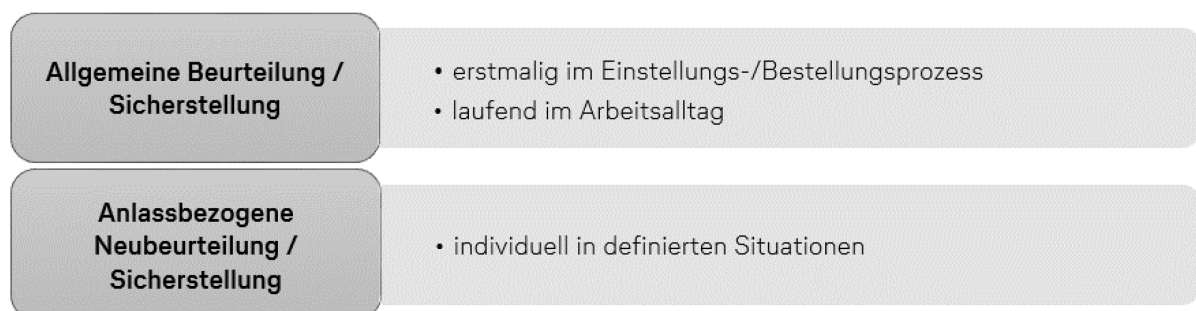 Allgemeine Beurteilung /
Sicherstellung
• erstmalig im Einstellungs-/Bestellungsprozess
• laufend im Arbeitsalltag
Anlassbezogene
Neubeurteilung /
Sicherstellung
• individuell in definierten Situationen